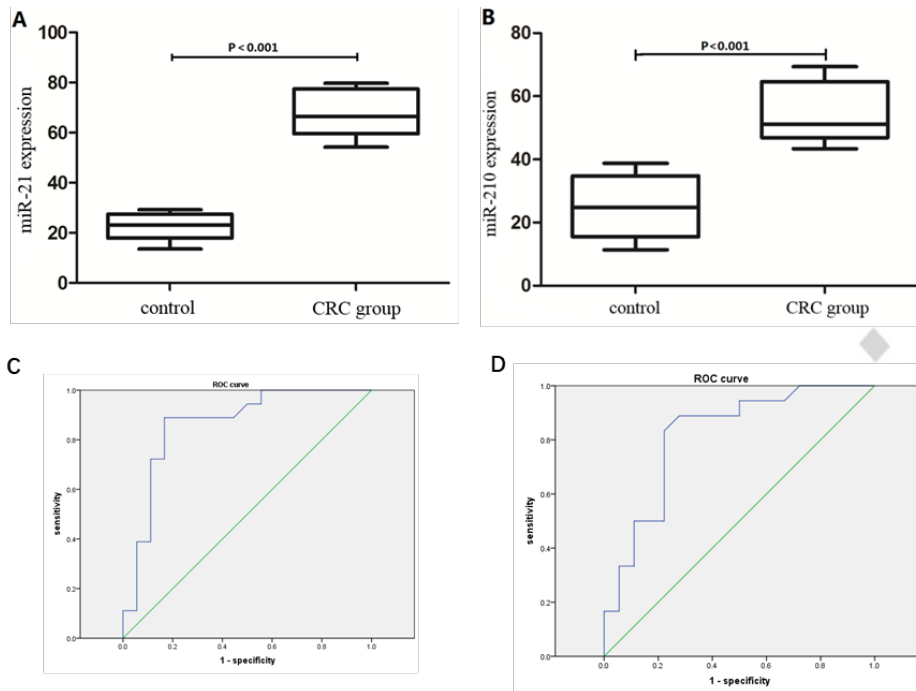 A
100
80
60
40
20
0
miR-21 expression
P < 0.001
control
CRC group
B
80
60
40
20
0
miR-210 expression
P<0.001
control
CRC group
C
ROC curve
1.0
0.8
0.6
0.4
0.2
0.0
sensitivity
0.0 0.2 0.4 0.6 0.8 1.0
1 - specificity
D
ROC curve
1.0
0.8
0.6
0.4
0.2
0.0
sensitivity
0.0 0.2 0.4 0.6 0.8 1.0
1 - specificity